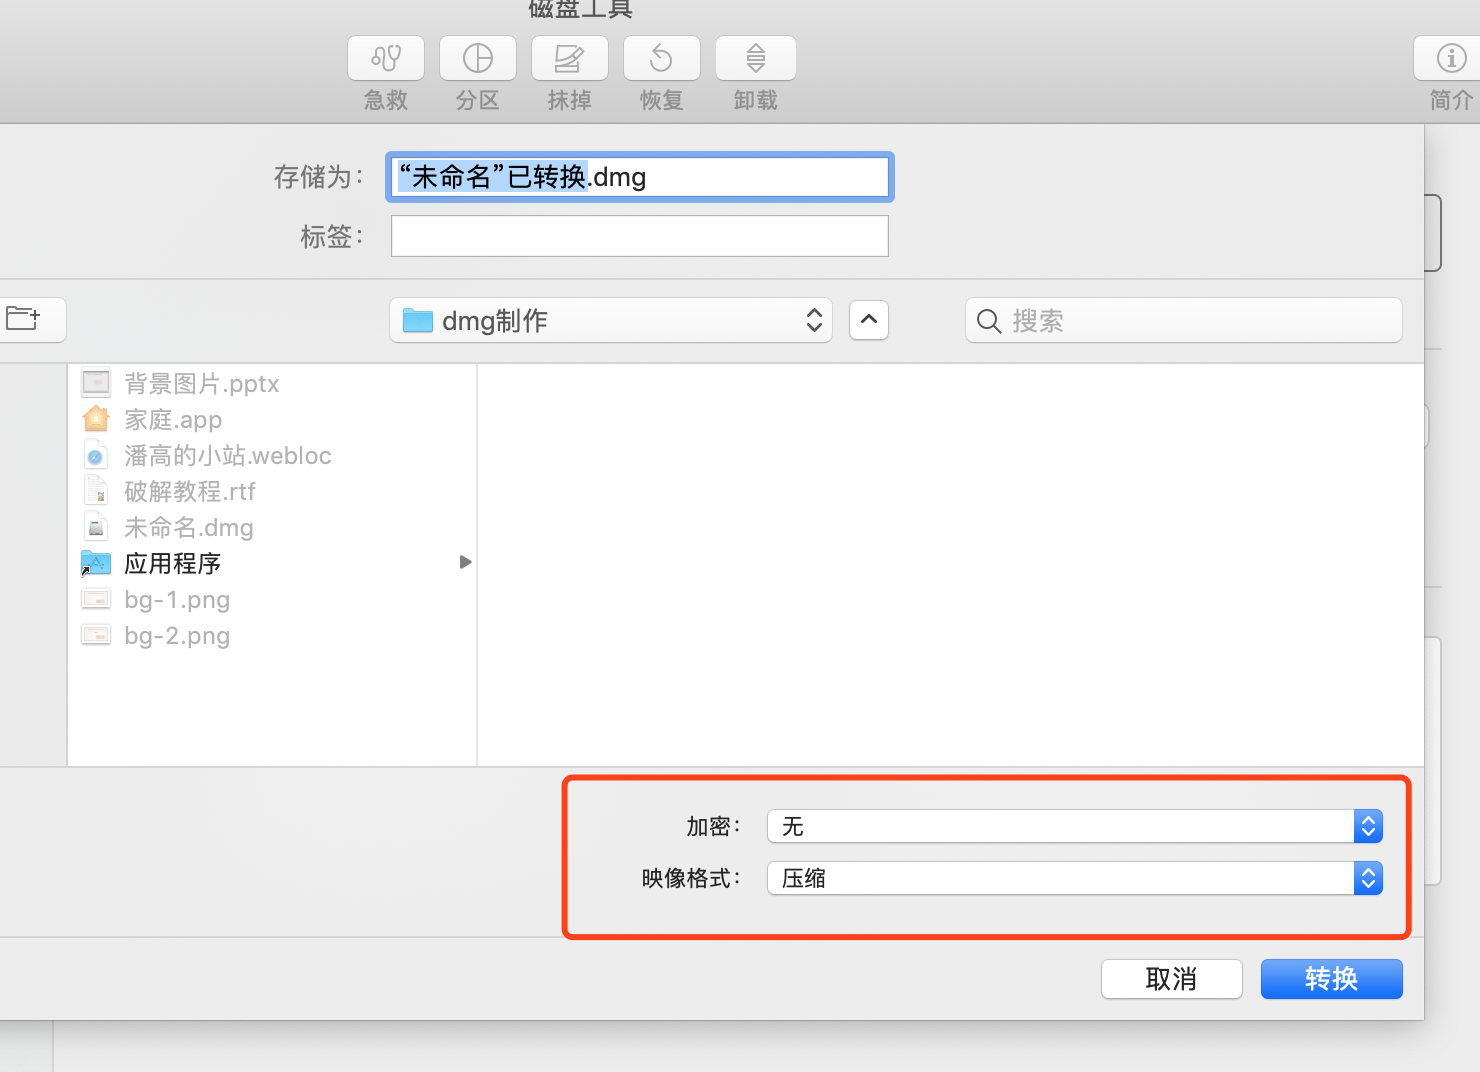 磁盘工具
急救
分区
抹掉
恢复
卸载
简介
存储为：
“未命名”已转换.dmg
标签：
dmg制作
搜索
背景图片.pptx
家庭.app
潘高的小站.webloc
破解教程.rtf
未命名.dmg
应用程序
bg-1.png
bg-2.png
加密：
无
映像格式：
压缩
取消
转换